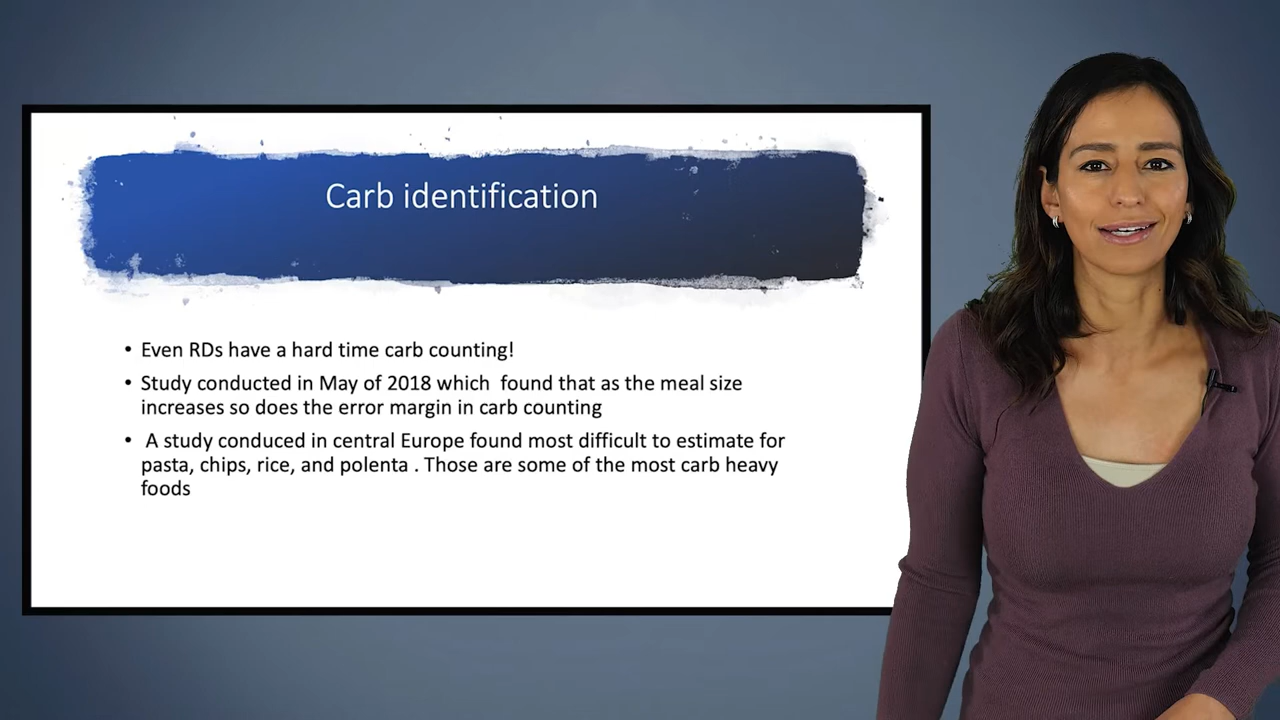 Carb identification
• Even RDs have a hard time carb counting!
• Study conducted in May of 2018 which  found that as the meal size
increases so does the error margin in carb counting
•  A study conduced in central Europe found most difficult to estimate for
pasta, chips, rice, and polenta . Those are some of the most carb heavy
foods